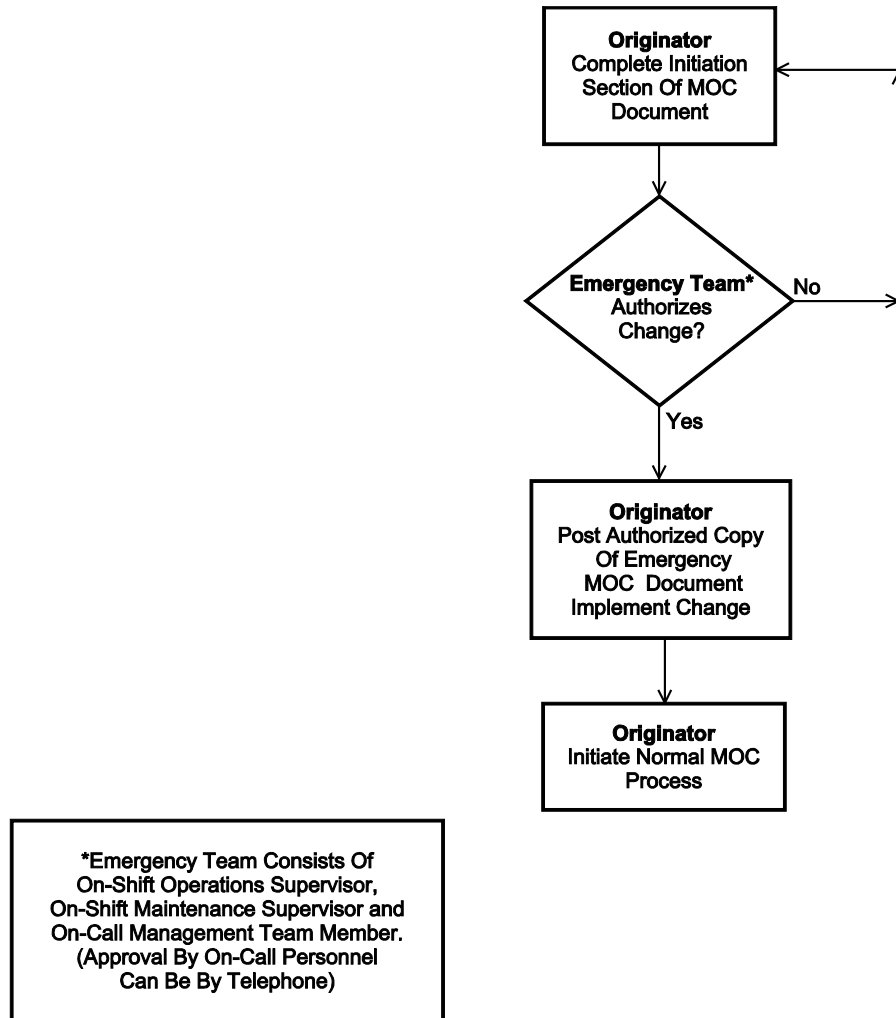 Originator
Complete Initiation
Section Of MOC
Document
Emergency Team*
Authorizes
Change?
No
Yes
Originator
Post Authorized Copy
Of Emergency
MOC Document
Implement Change
Originator
Initiate Normal MOC
Process
*Emergency Team Consists Of
On-Shift Operations Supervisor,
On-Shift Maintenance Supervisor and
On-Call Management Team Member.
(Approval By On-Call Personnel
Can Be By Telephone)